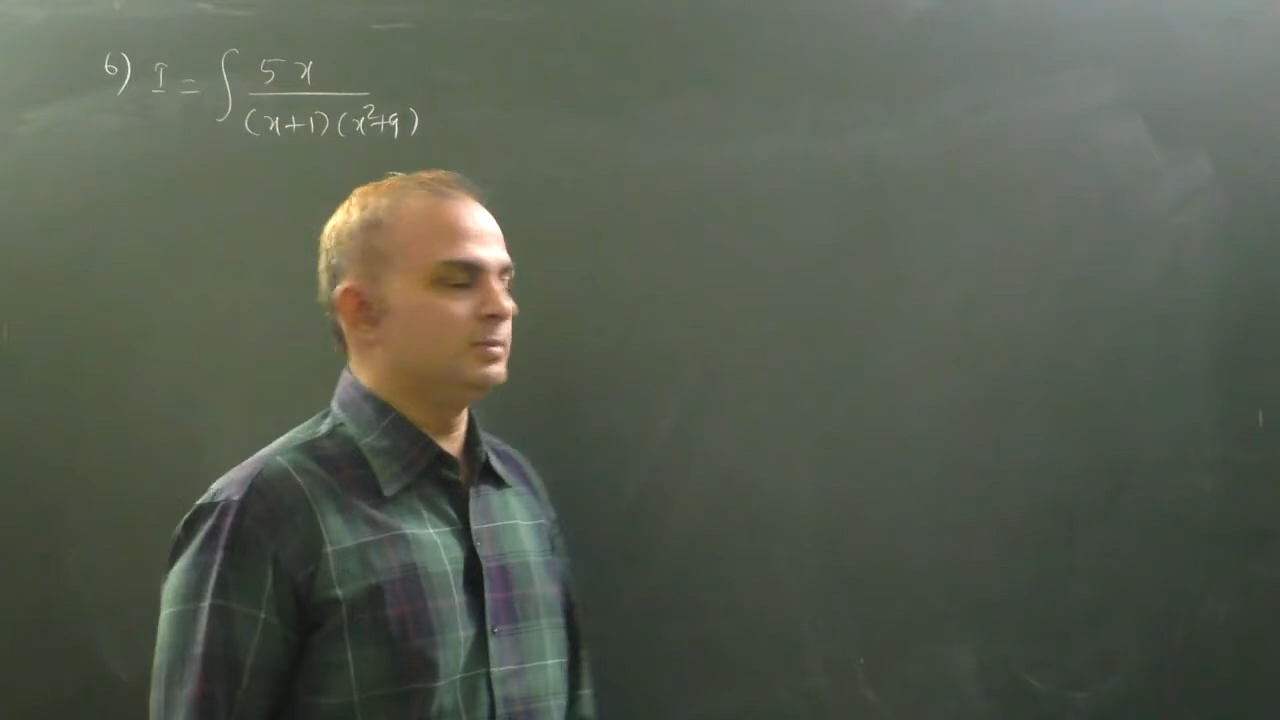 6) I = ∫ 5x / (x+1)(x²+9)